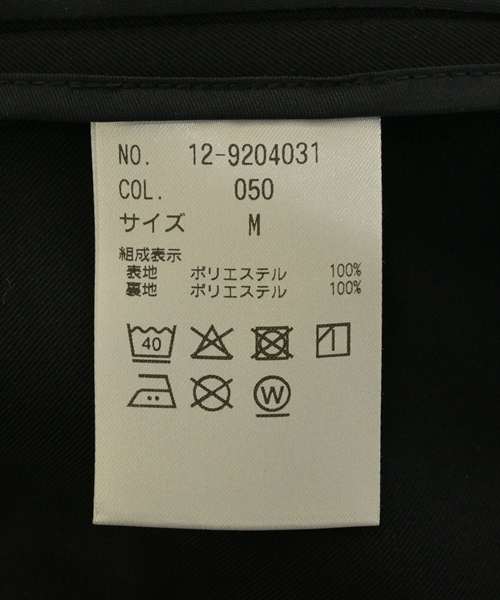 NO. 12-9204031
COL. 050
サイズ M
組成表示
表地 ポリエステル 100%
裏地 ポリエステル 100%
40
W